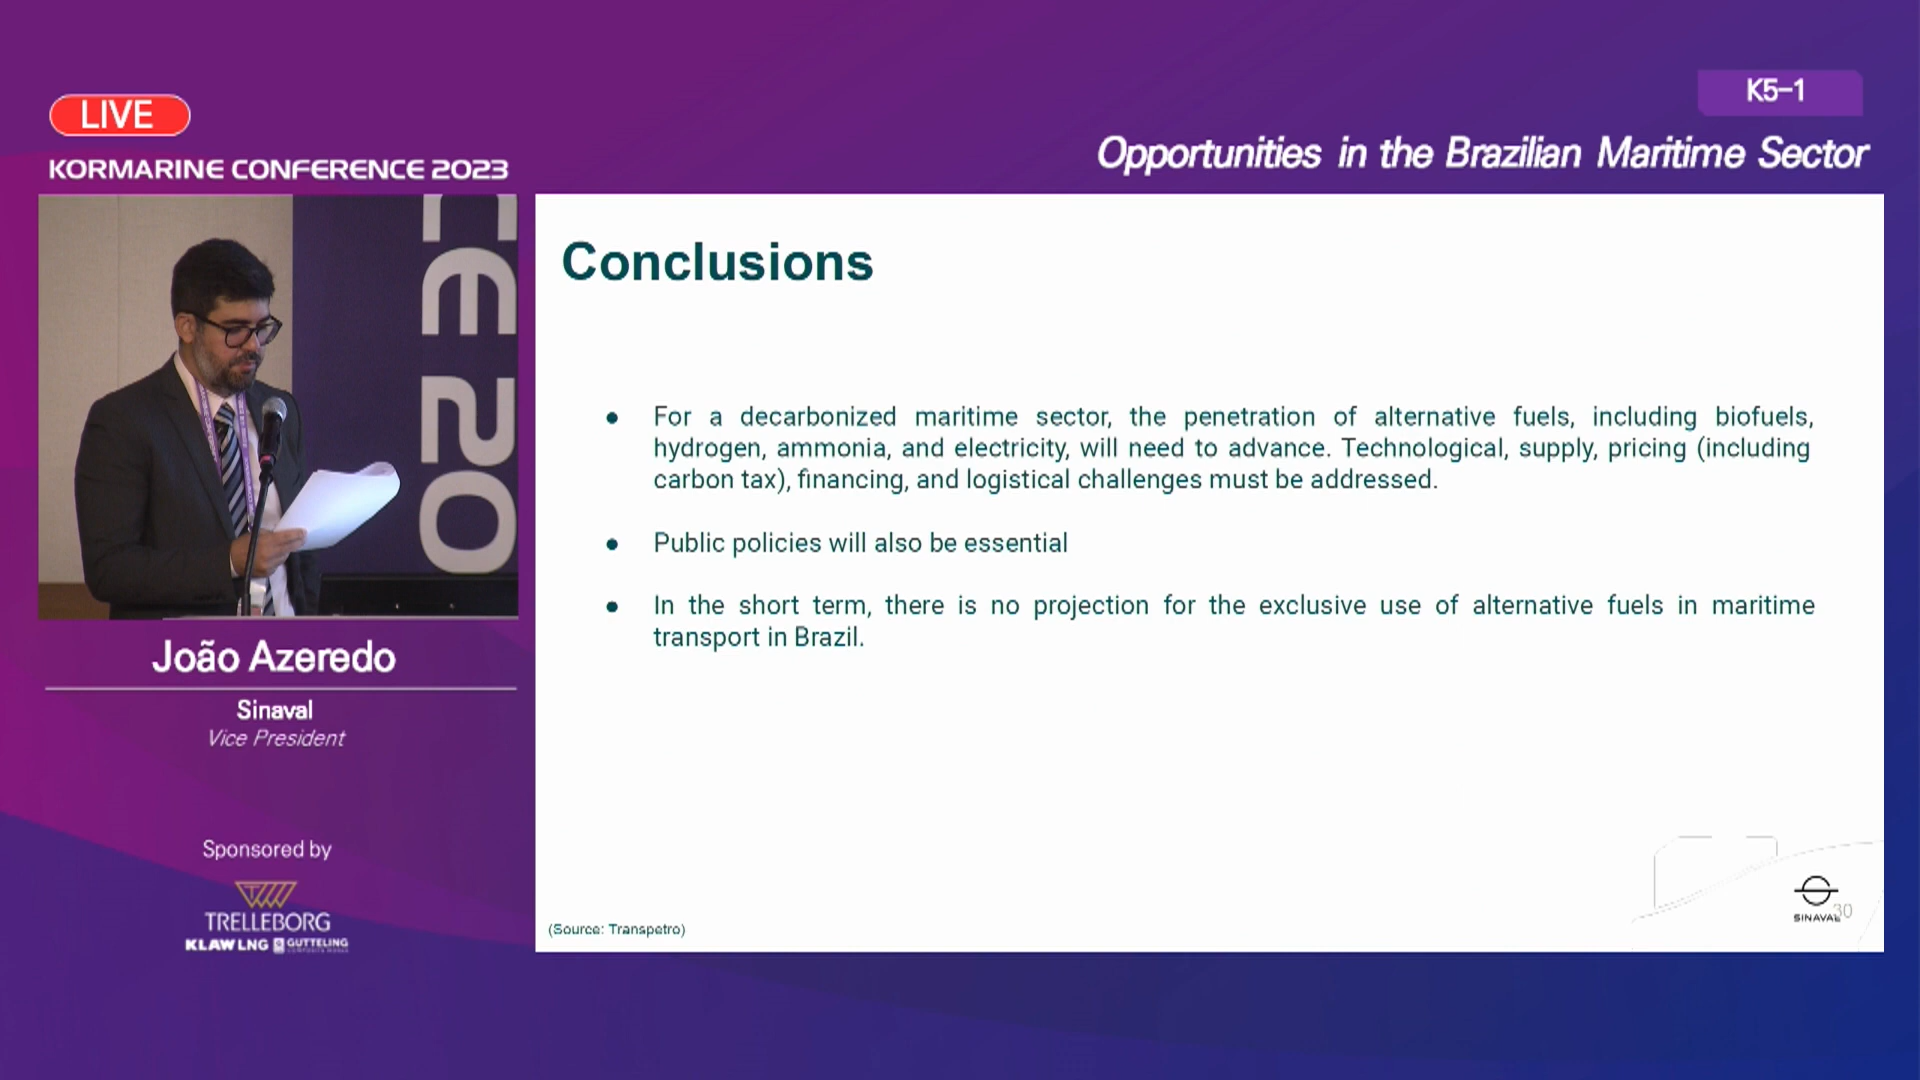 LIVE
KORMARINE CONFERENCE 2023
K5-1
Opportunities in the Brazilian Maritime Sector
CE 20
João Azeredo
Sinaval
Vice President
Sponsored by
TRELLEBORG
KLAW LNG GUTTELING
Conclusions
● For a decarbonized maritime sector, the penetration of alternative fuels, including biofuels,
hydrogen, ammonia, and electricity, will need to advance. Technological, supply, pricing (including
carbon tax), financing, and logistical challenges must be addressed.
● Public policies will also be essential
● In the short term, there is no projection for the exclusive use of alternative fuels in maritime
transport in Brazil.
(Source: Transpetro)
SINAVAL
30